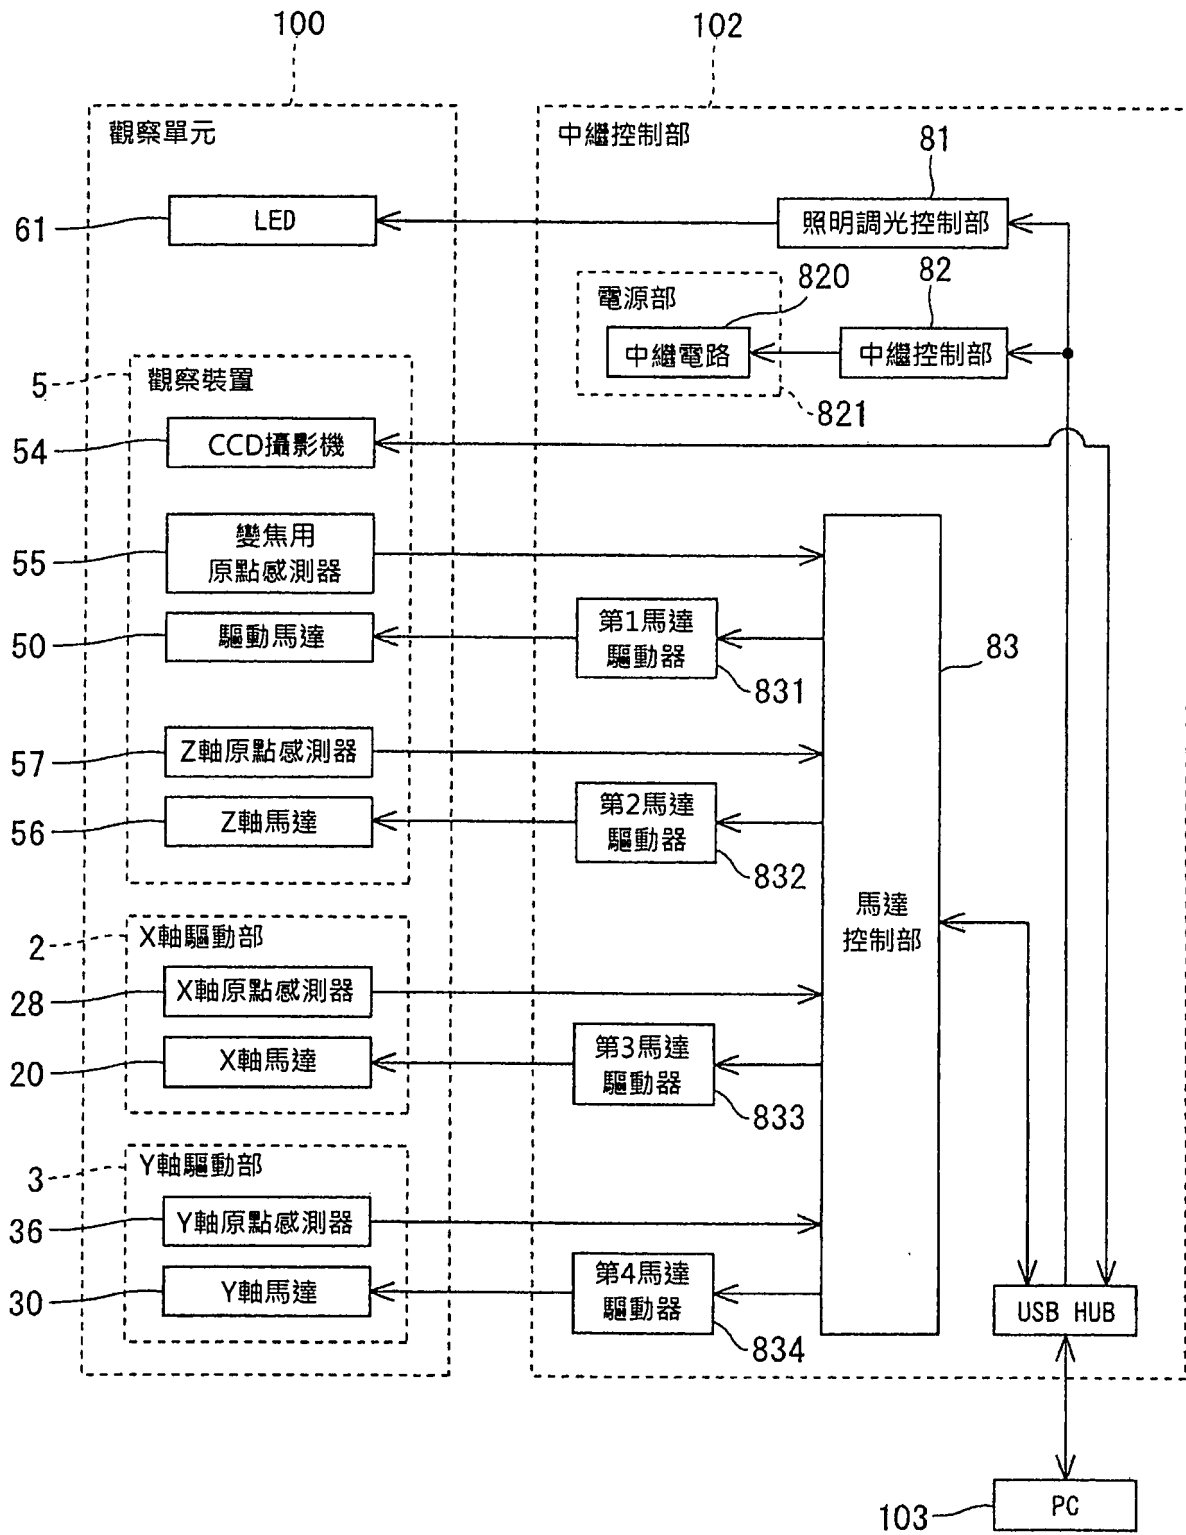 100
102
觀察單元
中繼控制部
81
61
LED
照明調光控制部
820
82
電源部
中繼電路
中繼控制部
821
5
觀察裝置
54
CCD攝影機
55
變焦用
原點感測器
50
驅動馬達
第1馬達
驅動器
831
83
57
Z軸原點感測器
56
Z軸馬達
第2馬達
驅動器
832
馬達
控制部
2
X軸驅動部
28
X軸原點感測器
20
X軸馬達
第3馬達
驅動器
833
3
Y軸驅動部
36
Y軸原點感測器
30
Y軸馬達
第4馬達
驅動器
834
USB HUB
103
PC